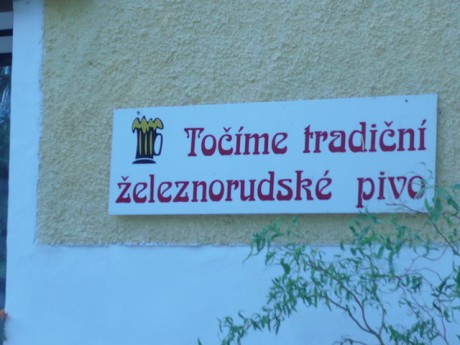 Točíme tradiční
železnorudské pivo